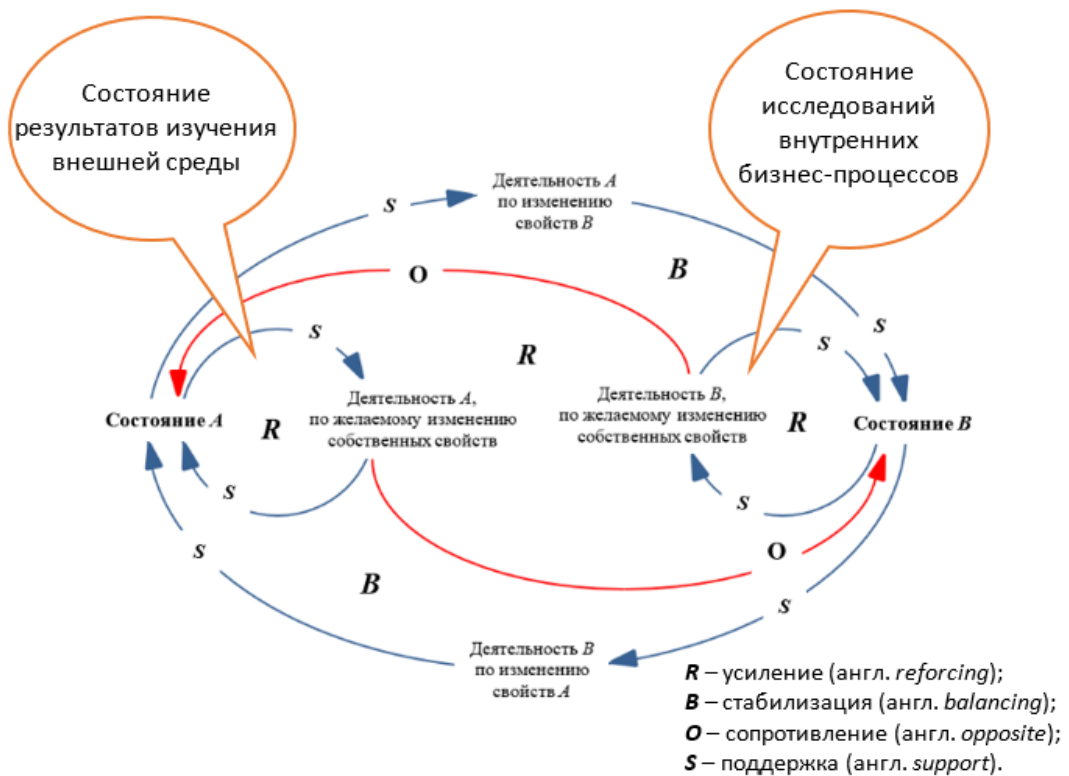 Состояние
результатов изучения
внешней среды
Состояние
исследований
внутренних
бизнес-процессов
Деятельность A
по изменению
свойств B
S
B
O
S
S
S
R
Состояние A
R
Деятельность A,
по желаемому изменению
собственных свойств
Деятельность B,
по желаемому изменению
собственных свойств
R
Состояние B
S
S
S
O
B
S
Деятельность B
по изменению
свойств A
R – усиление (англ. reforcing);
B – стабилизация (англ. balancing);
O – сопротивление (англ. opposite);
S – поддержка (англ. support).